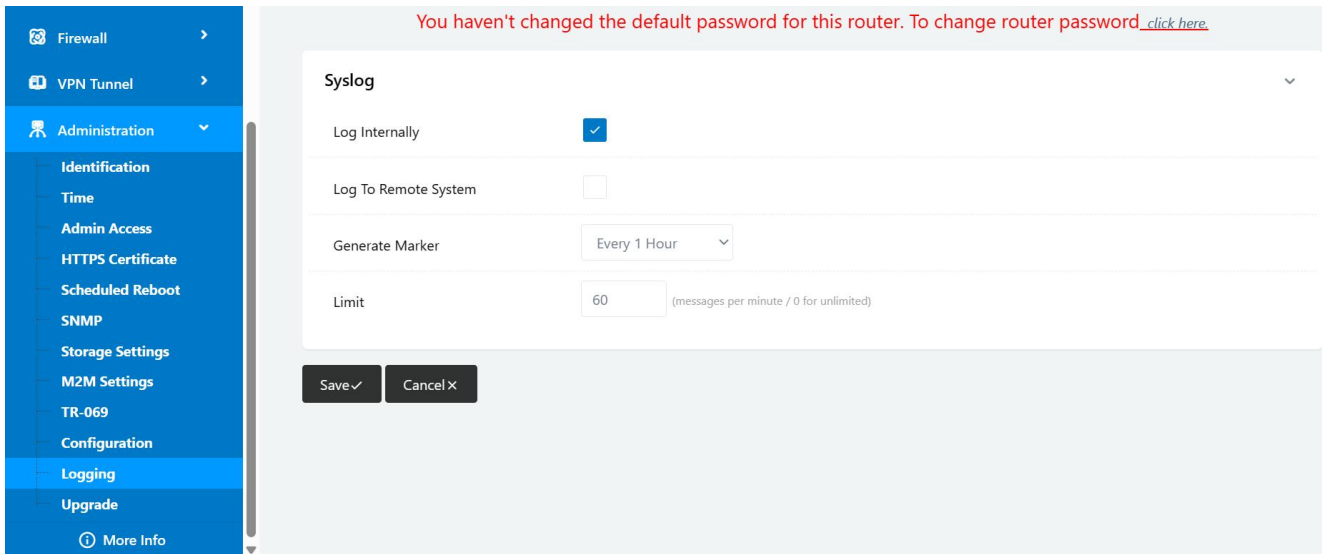 You haven't changed the default password for this router. To change router password click here.
Firewall
VPN Tunnel
Administration
Identification
Time
Admin Access
HTTPS Certificate
Scheduled Reboot
SNMP
Storage Settings
M2M Settings
TR-069
Configuration
Logging
Upgrade
More Info
Syslog
Log Internally
Log To Remote System
Generate Marker Every 1 Hour
Limit 60 (messages per minute / 0 for unlimited)
Save Cancel